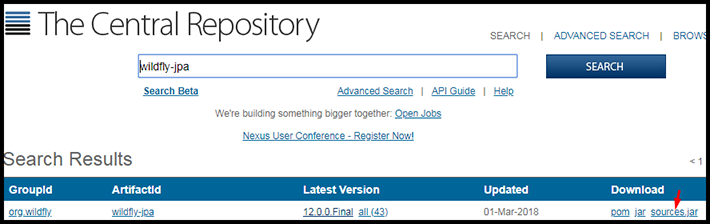 The Central Repository
SEARCH | ADVANCED SEARCH | BROWS
wildfly-jpa
SEARCH
Search Beta Advanced Search | API Guide | Help
We're building something bigger together: Open Jobs
Nexus User Conference - Register Now!
Search Results
< 1
GroupId ArtifactId Latest Version Updated Download
org.wildfly wildfly-jpa 12.0.0.Final all (43) 01-Mar-2018 pom jar sources.jar